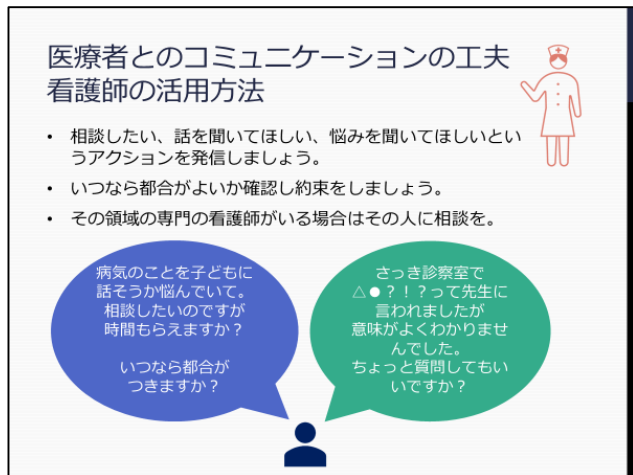 医療者とのコミュニケーションの工夫
看護師の活用方法
• 相談したい、話を聞いてほしい、悩みを聞いてほしいとい
うアクションを発信しましょう。
• いつなら都合がよいか確認し約束をしましょう。
• その領域の専門の看護師がいる場合はその人に相談を。
病気のことを子どもに
話そうか悩んでいて。
相談したいのですが
時間もらえますか？
いつなら都合が
つきますか？
さっき診察室で
△●？！？って先生に
言われましたが
意味がよくわかりませ
んでした。
ちょっと質問してもい
いですか？